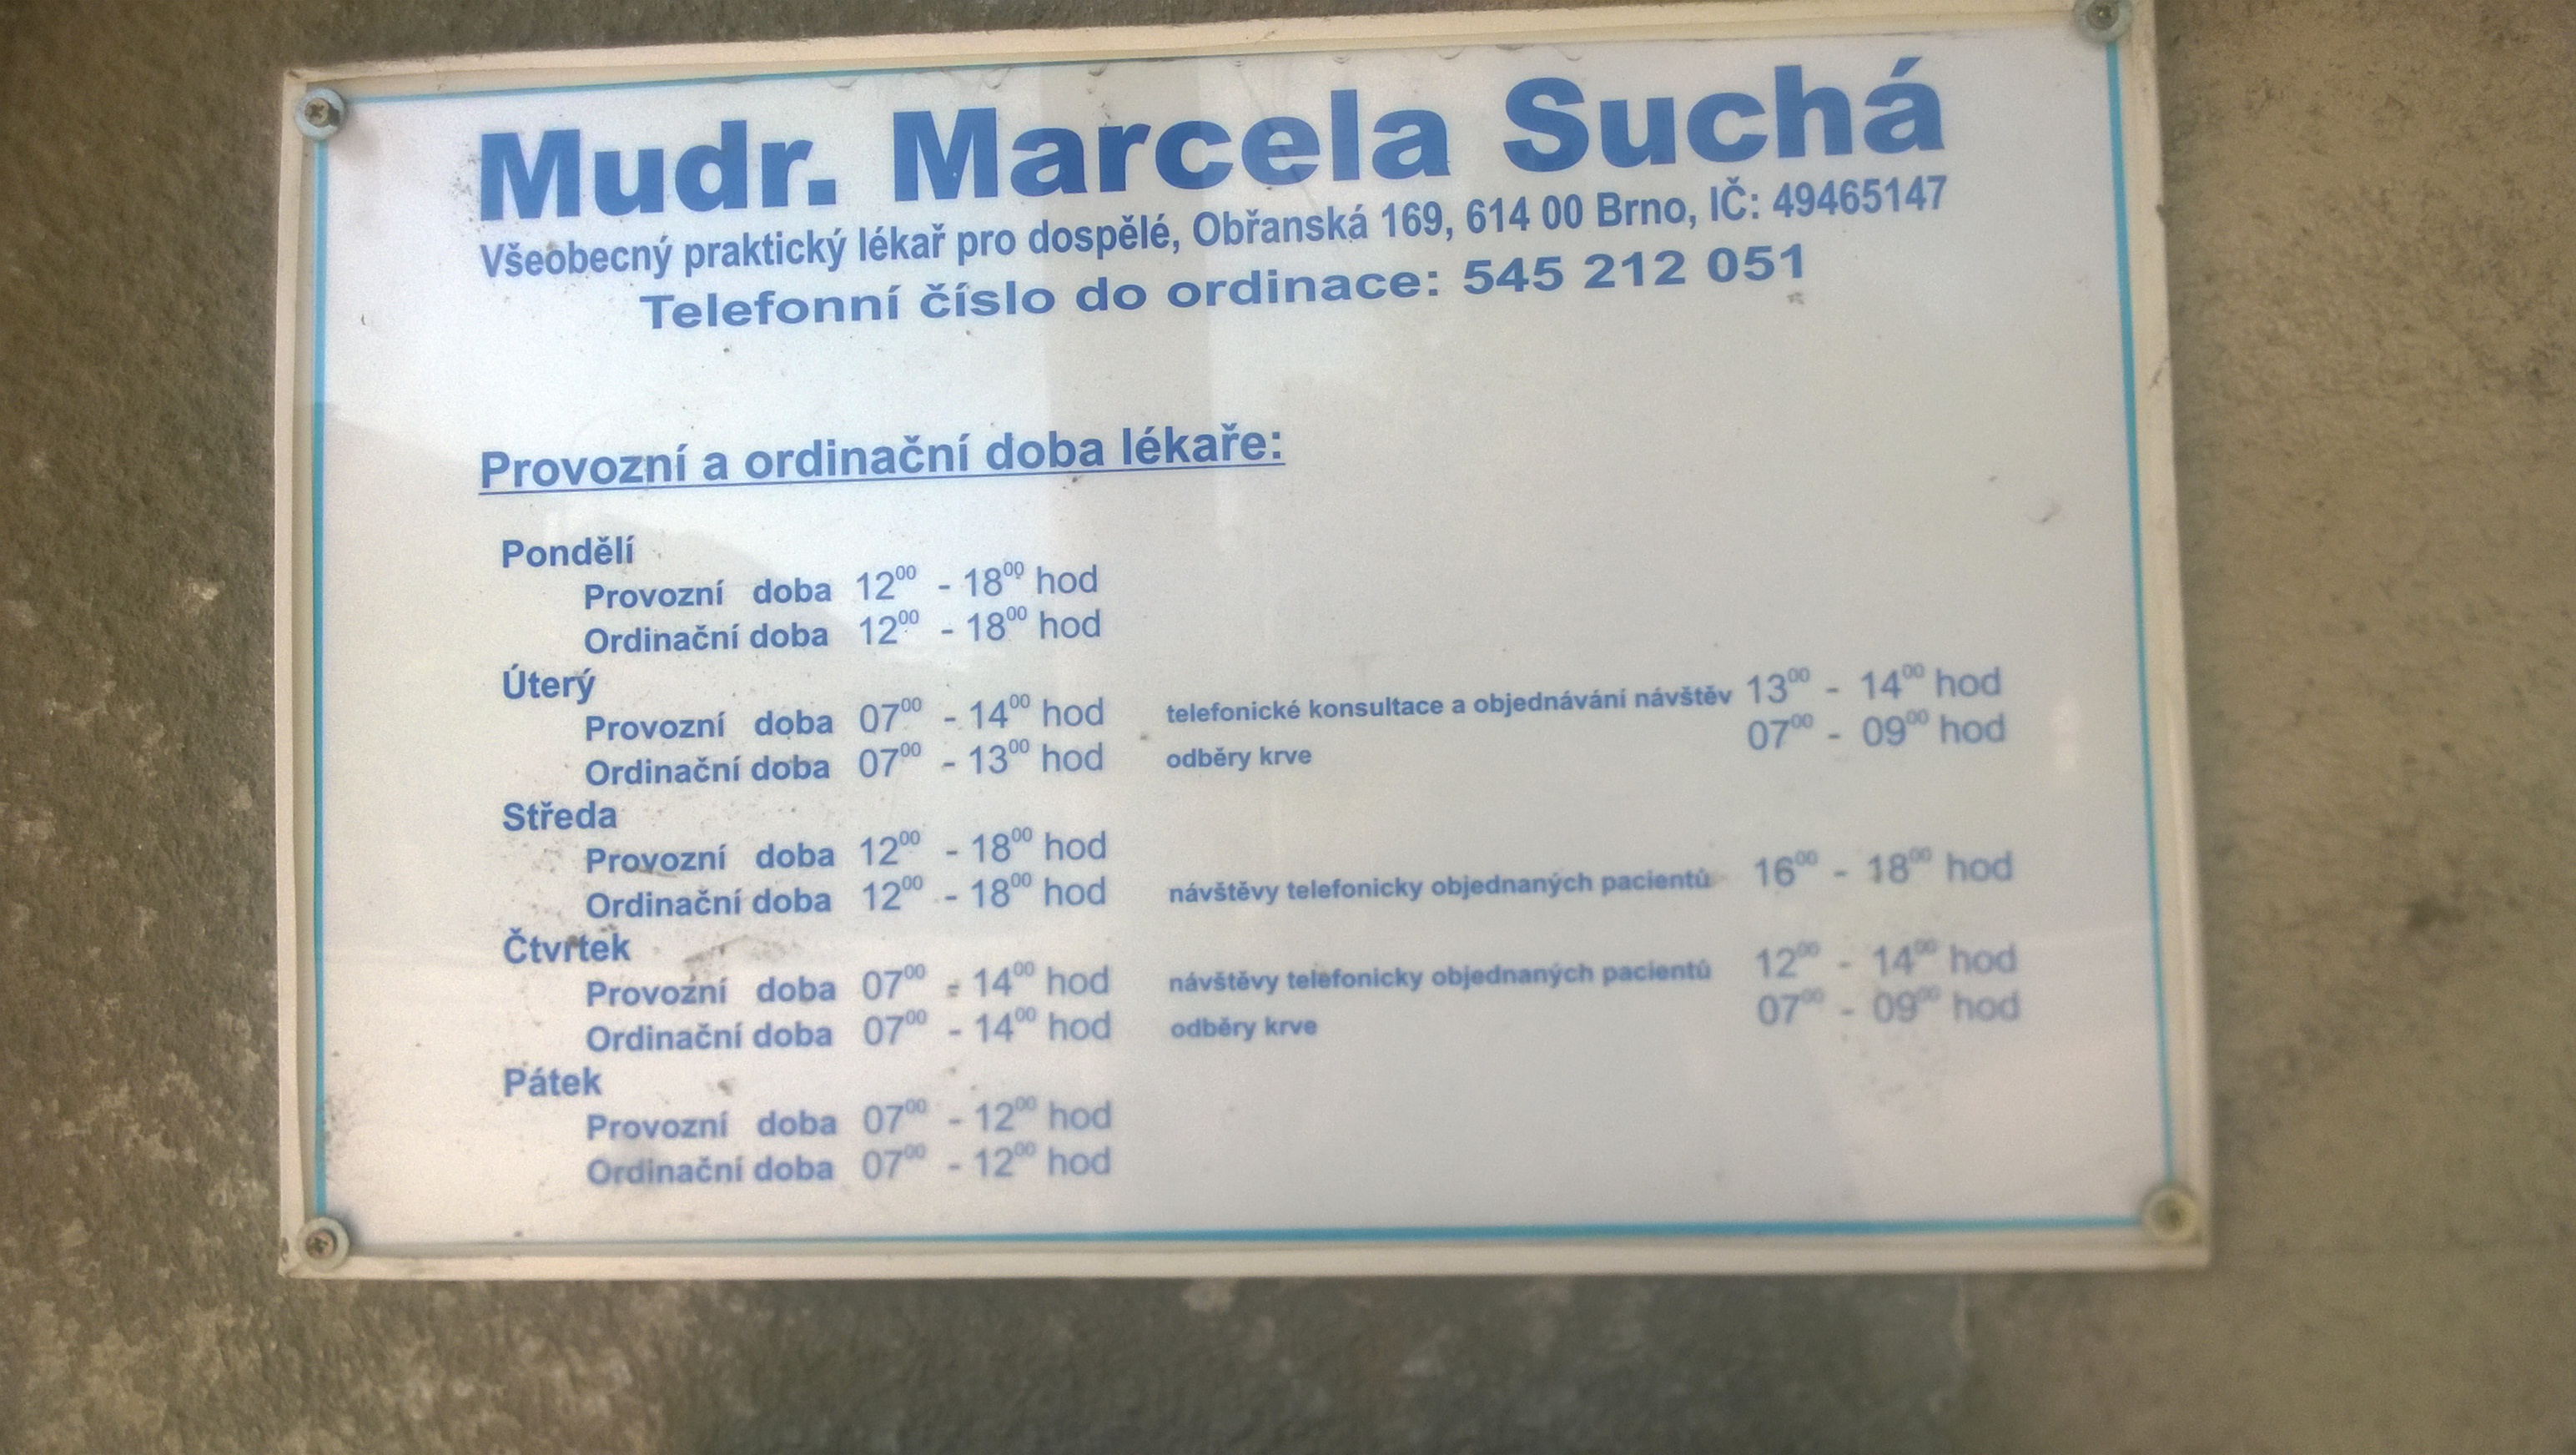 Mudr. Marcela Suchá
Všeobecný praktický lékař pro dospělé, Obřanská 169, 614 00 Brno, IČ: 49465147
Telefonní číslo do ordinace: 545 212 051
Provozní a ordinační doba lékaře:
Pondělí
Provozní doba 12⁰⁰ - 18⁰⁰ hod
Ordinační doba 12⁰⁰ - 18⁰⁰ hod
Úterý
Provozní doba 07⁰⁰ - 14⁰⁰ hod telefonické konsultace a objednávání návštěv 13⁰⁰ - 14⁰⁰ hod
Ordinační doba 07⁰⁰ - 13⁰⁰ hod odběry krve 07⁰⁰ - 09⁰⁰ hod
Středa
Provozní doba 12⁰⁰ - 18⁰⁰ hod
Ordinační doba 12⁰⁰ - 18⁰⁰ hod návštěvy telefonicky objednaných pacientů 16⁰⁰ - 18⁰⁰ hod
Čtvrtek
Provozní doba 07⁰⁰ - 14⁰⁰ hod návštěvy telefonicky objednaných pacientů 12⁰⁰ - 14⁰⁰ hod
Ordinační doba 07⁰⁰ - 14⁰⁰ hod odběry krve 07⁰⁰ - 09⁰⁰ hod
Pátek
Provozní doba 07⁰⁰ - 12⁰⁰ hod
Ordinační doba 07⁰⁰ - 12⁰⁰ hod